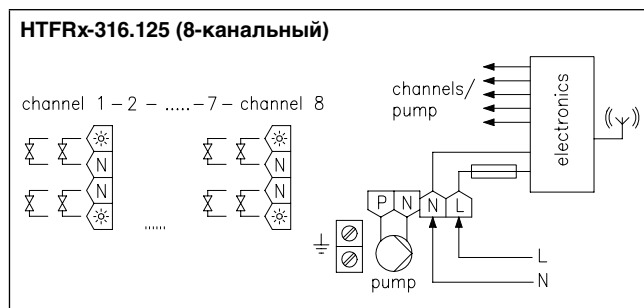 HTFRx-316.125 (8-канальный)
channel 1 – 2 – .....–7– channel 8
N
N
......
N
N
channels/
pump
electronics
P N N L
pump
L
N